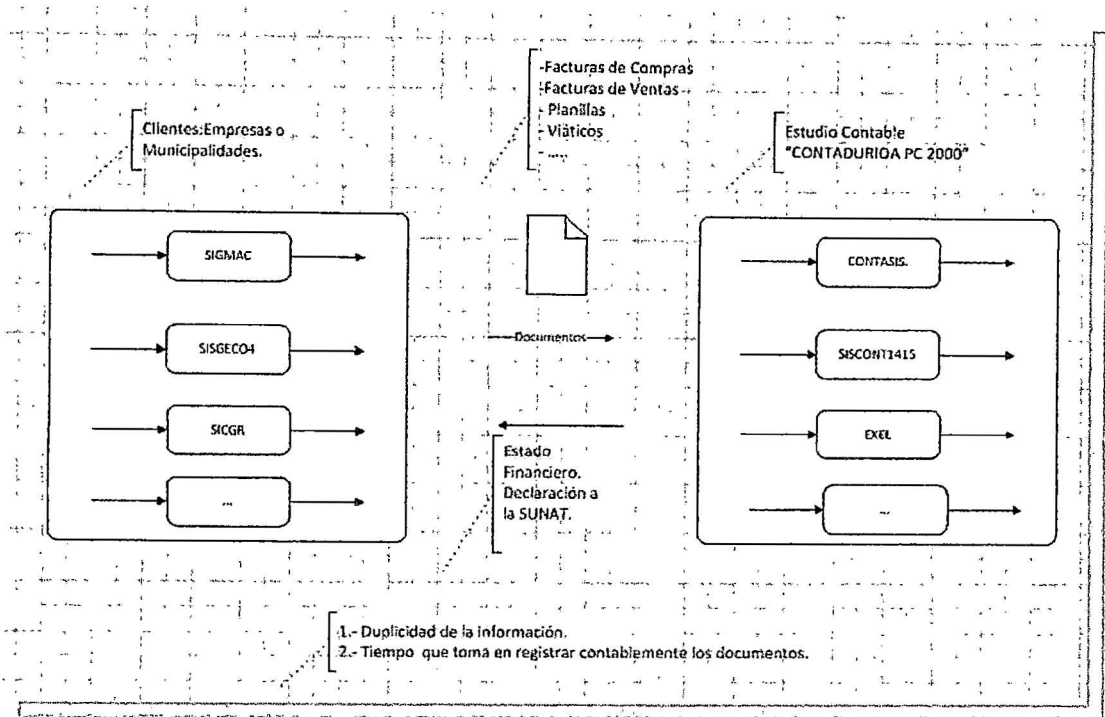 -Facturas de Compras
-Facturas de Ventas
- Planillas
- Viáticos
- .....
Clientes:Empresas o
Municipalidades.
Estudio Contable
"CONTADURIOA PC 2000"
SIGMAC
SISGECO4
SICGR
...
Documentos
Estado
Financiero.
Declaración a
la SUNAT.
CONTASIS.
SISCONT1415
EXEL
...
1.- Duplicidad de la información.
2.- Tiempo que toma en registrar contablemente los documentos.